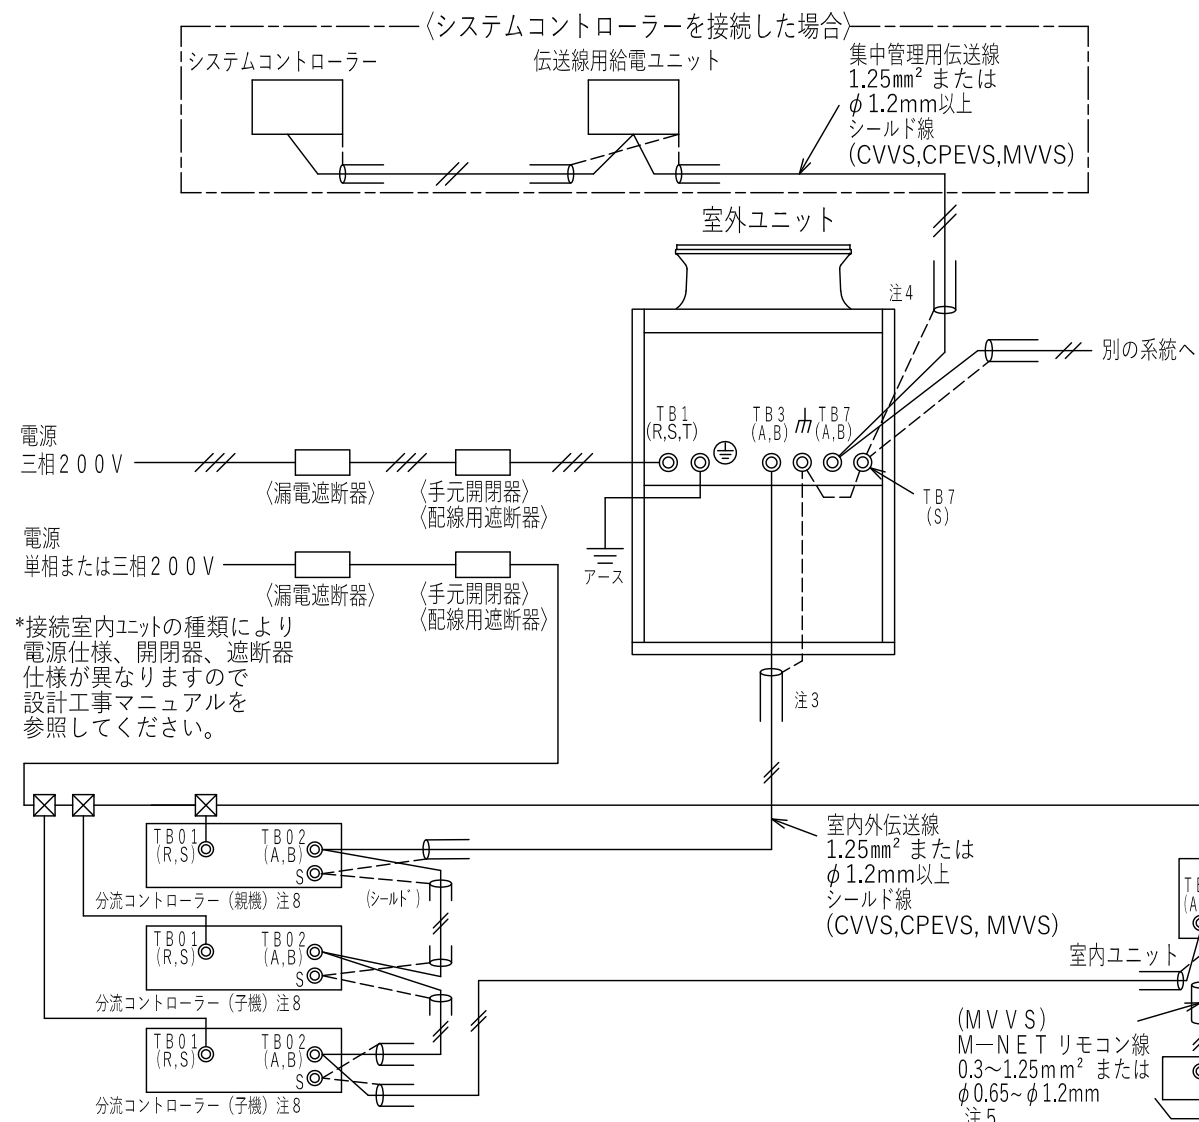 〈システムコントローラーを接続した場合〉
システムコントローラー
伝送線用給電ユニット
集中管理用伝送線
1.25mm² または
φ1.2mm以上
シールド線
(CVVS,CPEVS,MVVS)
室外ユニット
注4
別の系統へ
TB1
(R,S,T)
TB3
(A,B)
TB7
(A,B)
TB7
(S)
電源
三相200V
〈漏電遮断器〉
〈手元開閉器〉
〈配線用遮断器〉
アース
電源
単相または三相200V
〈漏電遮断器〉
〈手元開閉器〉
〈配線用遮断器〉
*接続室内ユニットの種類により
電源仕様、開閉器、遮断器
仕様が異なりますので
設計工事マニュアルを
参照してください。
注3
室内外伝送線
1.25mm² または
φ1.2mm以上
シールド線
(CVVS,CPEVS, MVVS)
TB01
(R,S)
TB02
(A,B)
S
分流コントローラー (親機) 注8
(シールド)
TB01
(R,S)
TB02
(A,B)
S
分流コントローラー (子機) 注8
TB01
(R,S)
TB02
(A,B)
S
分流コントローラー (子機) 注8
室内ユニット
(MVVS)
M－NET リモコン線
0.3~1.25mm² または
φ0.65~φ1.2mm
注5